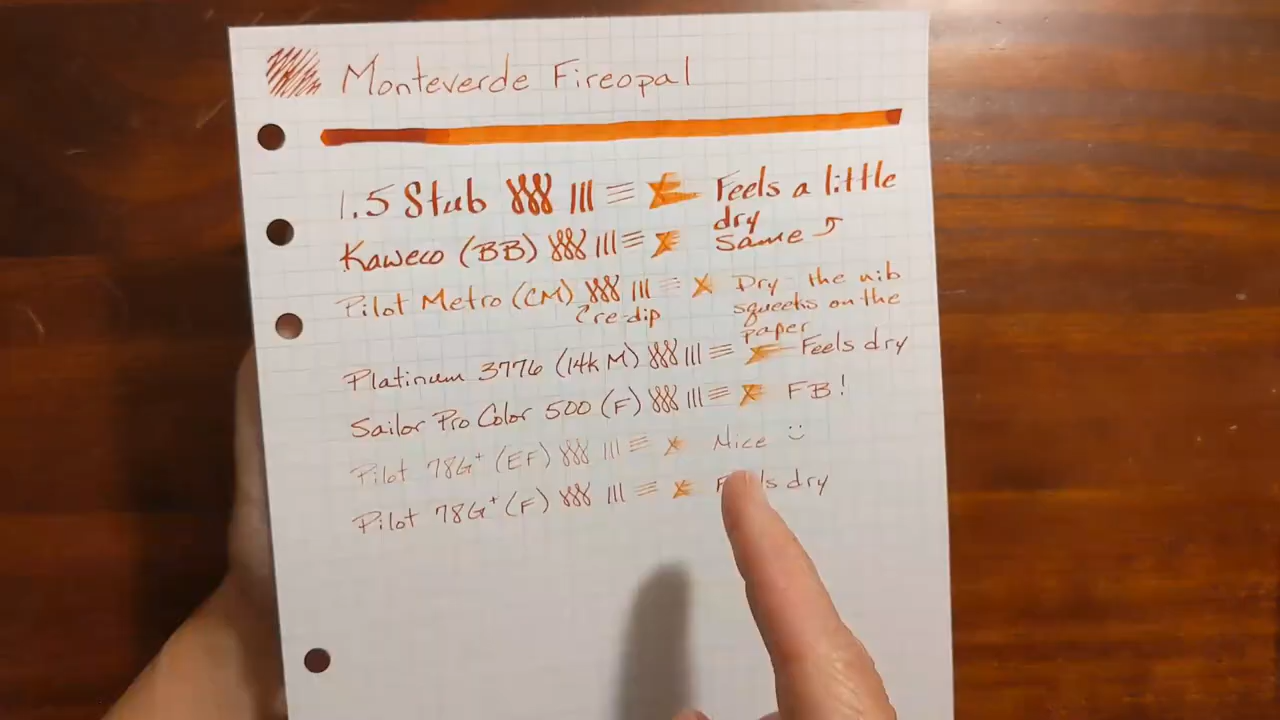 Monteverde Fireopal
1.5 Stub Feels a little
dry
Kaweco (BB) Same
Pilot Metro (CM) Dry - the nib
(re-dip squeeks on the
paper
Platinum 3776 (14k M) Feels dry
Sailor Pro Color 500 (F) FB!
Pilot 78G+ (EF) Nice :)
Pilot 78G+ (F) dry